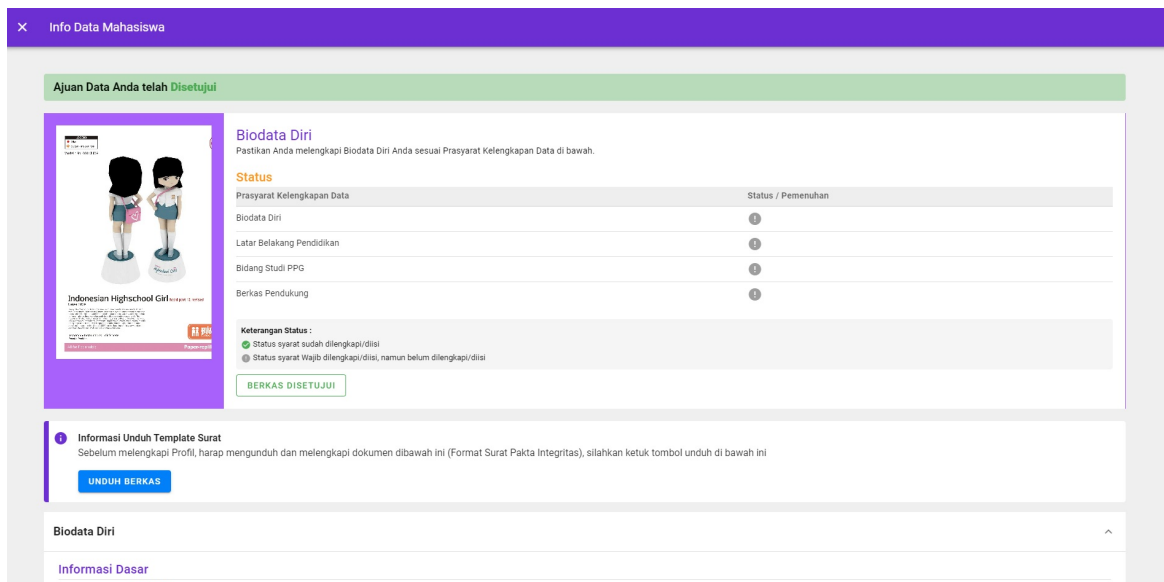 Info Data Mahasiswa
Ajuan Data Anda telah Disetujui
Indonesian Highschool Girl
Biodata Diri
Pastikan Anda melengkapi Biodata Diri Anda sesuai Prasyarat Kelengkapan Data di bawah.
Status
Prasyarat Kelengkapan Data Status / Pemenuhan
Biodata Diri
Latar Belakang Pendidikan
Bidang Studi PPG
Berkas Pendukung
Keterangan Status :
Status syarat sudah dilengkapi/diisi
Status syarat Wajib dilengkapi/diisi, namun belum dilengkapi/diisi
BERKAS DISETUJUI
Informasi Unduh Template Surat
Sebelum melengkapi Profil, harap mengunduh dan melengkapi dokumen dibawah ini (Format Surat Pakta Integritas), silahkan ketuk tombol unduh di bawah ini
UNDUH BERKAS
Biodata Diri
Informasi Dasar